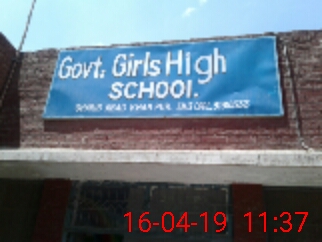 Govt. Girls High
SCHOOL.
16-04-19 11:37